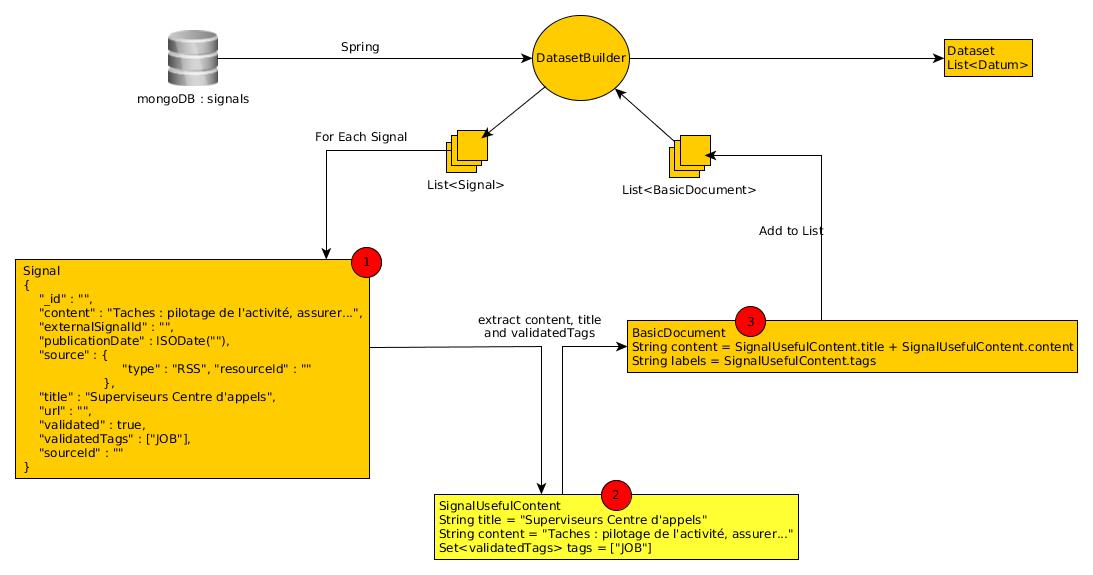 Spring
DatasetBuilder
Dataset
List<Datum>
mongoDB : signals
For Each Signal
List<Signal>
List<BasicDocument>
Add to List
1
Signal
{
"_id" : "",
"content" : "Taches : pilotage de l'activité, assurer...",
"externalSignalId" : "",
"publicationDate" : ISODate(""),
"source" : {
"type" : "RSS", "resourceId" : ""
},
"title" : "Superviseurs Centre d'appels",
"url" : "",
"validated" : true,
"validatedTags" : ["JOB"],
"sourceId" : ""
}
extract content, title
and validatedTags
3
BasicDocument
String content = SignalUsefulContent.title + SignalUsefulContent.content
String labels = SignalUsefulContent.tags
2
SignalUsefulContent
String title = "Superviseurs Centre d'appels"
String content = "Taches : pilotage de l'activité, assurer..."
Set<validatedTags> tags = ["JOB"]